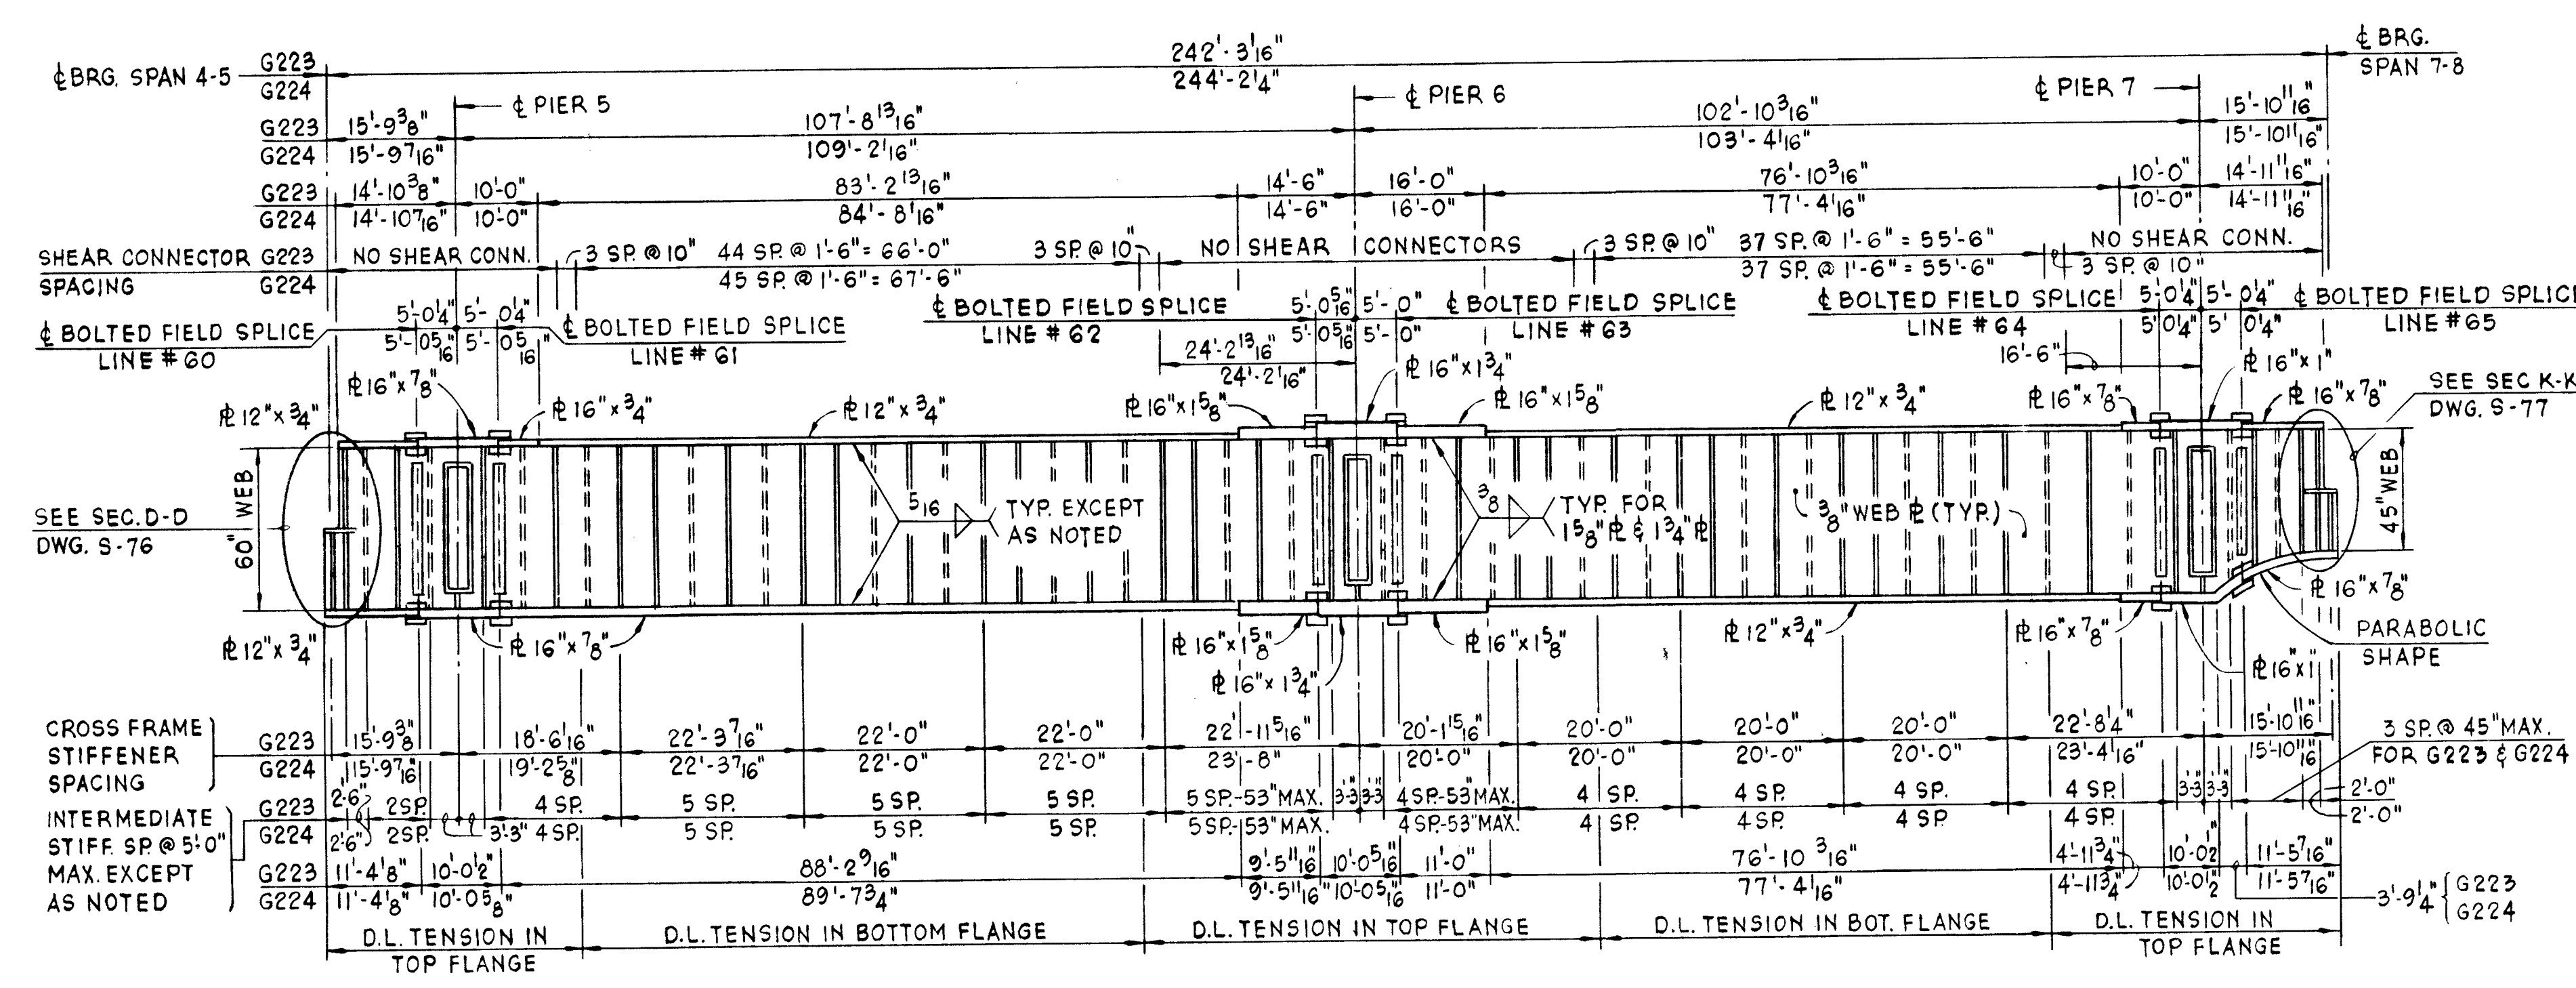 242'-3 1/16"
244'-2 1/4"
℄ BRG. SPAN 4-5
G223
G224
℄ BRG.
SPAN 7-8
℄ PIER 5
℄ PIER 6
℄ PIER 7
G223 15'-9 3/8" 107'-8 13/16" 102'-10 3/16" 15'-10 11/16"
G224 15'-9 7/16" 109'-2 1/16" 103'-4 1/16" 15'-10 11/16"
G223 14'-10 3/8" 10'-0" 83'-2 13/16" 14'-6" 16'-0" 76'-10 3/16" 10'-0" 14'-11 11/16"
G224 14'-10 7/16" 10'-0" 84'-8 1/16" 14'-6" 16'-0" 77'-4 1/16" 10'-0" 14'-11 11/16"
SHEAR CONNECTOR G223 NO SHEAR CONN. 3 SP. @ 10" 44 SP. @ 1'-6" = 66'-0" 3 SP. @ 10" NO SHEAR CONNECTORS 3 SP. @ 10" 37 SP. @ 1'-6" = 55'-6" NO SHEAR CONN.
SPACING G224 45 SP. @ 1'-6" = 67'-6" 37 SP. @ 1'-6" = 55'-6" 3 SP. @ 10"
5'-0 1/4" 5'-0 1/4"
5'-0 5/16" 5'-0 5/16"
℄ BOLTED FIELD SPLICE
LINE # 60
℄ BOLTED FIELD SPLICE
LINE # 61
℄ BOLTED FIELD SPLICE
LINE # 62
5'-0 5/16" 5'-0"
5'-0 5/16" 5'-0"
℄ BOLTED FIELD SPLICE
LINE # 63
℄ BOLTED FIELD SPLICE
LINE # 64
5'-0 1/4" 5'-0 1/4"
5'0 1/4" 5' 0 1/4"
℄ BOLTED FIELD SPLICE
LINE #65
24'-2 13/16"
24'-2 1/16"
16'-6"
℄ 12" x 3/4"
℄ 16" x 7/8"
℄ 16" x 3/4"
℄ 12" x 3/4"
℄ 16" x 1 5/8"
℄ 16" x 1 3/4"
℄ 16" x 1 5/8"
℄ 12" x 3/4"
℄ 16" x 7/8"
℄ 16" x 1"
℄ 16" x 7/8"
SEE SEC K-K
DWG. S-77
SEE SEC. D-D
DWG. S-76
60" WEB
5/16 TYP. EXCEPT
AS NOTED
3/8 TYP. FOR
1 5/8" ℄ & 1 3/4" ℄
3/8" WEB ℄ (TYP.)
45" WEB
℄ 12" x 3/4"
℄ 16" x 7/8"
℄ 16" x 1 5/8"
℄ 16" x 1 3/4"
℄ 16" x 1 5/8"
℄ 12" x 3/4"
℄ 16" x 7/8"
℄ 16" x 1"
℄ 16" x 7/8"
PARABOLIC
SHAPE
CROSS FRAME
STIFFENER
SPACING
G223 15'-9 3/8" 18'-6 1/16" 22'-3 7/16" 22'-0" 22'-0" 22'-11 5/16" 20'-1 15/16" 20'-0" 20'-0" 20'-0" 22'-8 1/4" 15'-10 11/16"
G224 15'-9 7/16" 19'-2 5/8" 22'-3 7/16" 22'-0" 22'-0" 23'-8" 20'-0" 20'-0" 20'-0" 20'-0" 23'-4 1/16" 15'-10 11/16"
3 SP. @ 45" MAX.
FOR G223 & G224
INTERMEDIATE
STIFF. SP. @ 5'-0"
MAX. EXCEPT
AS NOTED
G223 2'-6" 2 SP. 4 SP. 5 SP. 5 SP. 5 SP. 5 SP.-53" MAX. 3'-3" 3'-3" 4 SP.-53" MAX. 4 SP. 4 SP. 4 SP. 4 SP. 3'-3" 3'-3" 2'-0"
G224 2'-6" 2 SP. 3'-3" 4 SP. 5 SP. 5 SP. 5 SP. 5 SP.-53" MAX. 4 SP.-53" MAX. 4 SP. 4 SP. 4 SP. 4 SP. 2'-0"
G223 11'-4 1/8" 10'-0 1/2" 88'-2 9/16" 9'-5 11/16" 10'-0 5/16" 11'-0" 76'-10 3/16" 4'-11 3/4" 10'-0 1/2" 11'-5 7/16"
G224 11'-4 1/8" 10'-0 5/8" 89'-7 3/4" 9'-5 11/16" 10'-0 5/16" 11'-0" 77'-4 1/16" 4'-11 3/4" 10'-0 1/2" 11'-5 7/16"
3'-9 1/4" G223
G224
D.L. TENSION IN
TOP FLANGE
D.L. TENSION IN BOTTOM FLANGE
D.L. TENSION IN TOP FLANGE
D.L. TENSION IN BOT. FLANGE
D.L. TENSION IN
TOP FLANGE